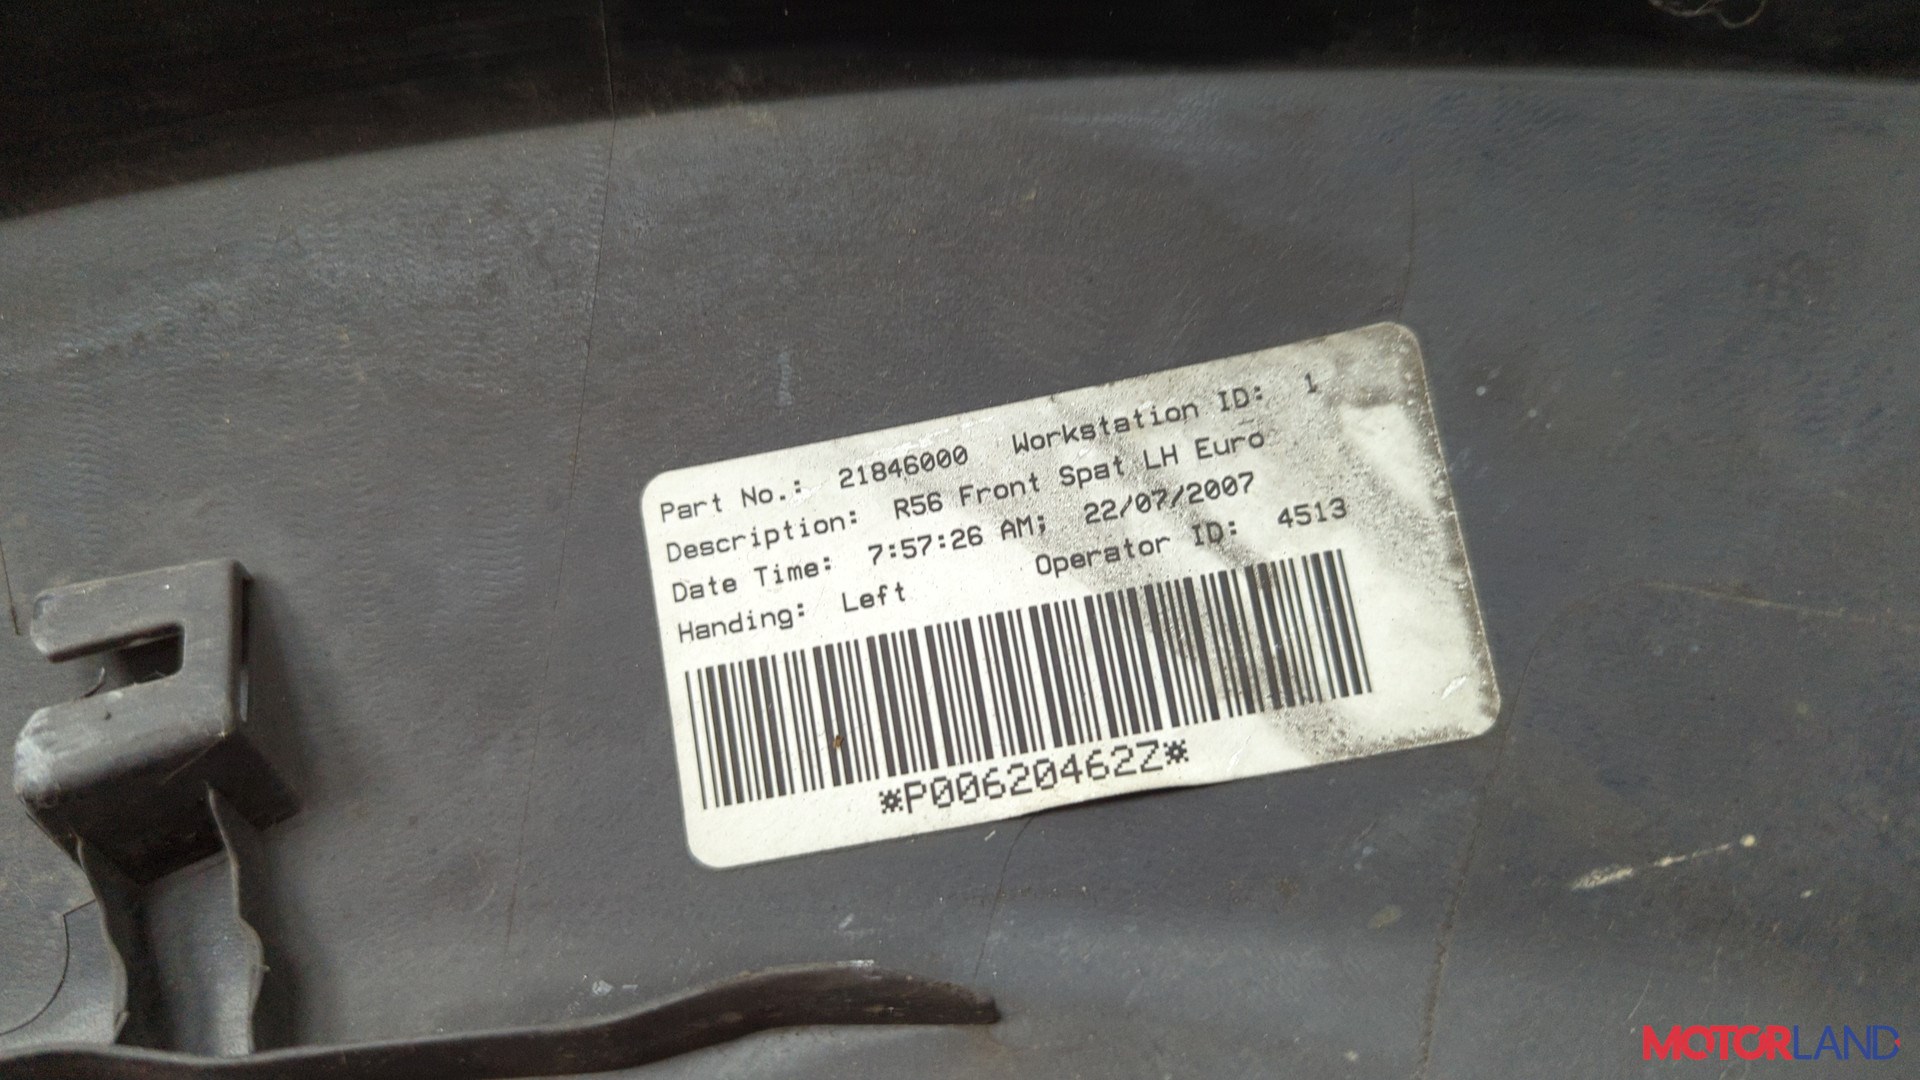 Part No.: 21846000 Workstation ID: 1
Description: R56 Front Spat LH Euro
Date Time: 7:57:26 AM; 22/07/2007
Handing: Left Operator ID: 4513
*P00620462Z*
MOTORLAND